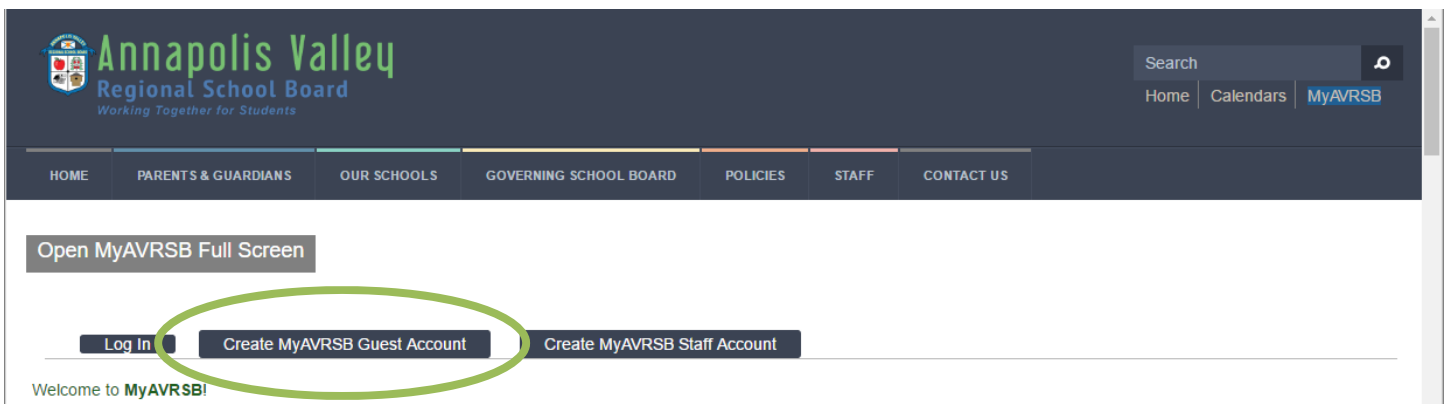 Annapolis Valley
Regional School Board
Working Together for Students
Search
Home Calendars MyAVRSB
HOME PARENTS & GUARDIANS OUR SCHOOLS GOVERNING SCHOOL BOARD POLICIES STAFF CONTACT US
Open MyAVRSB Full Screen
Log In Create MyAVRSB Guest Account Create MyAVRSB Staff Account
Welcome to MyAVRSB!